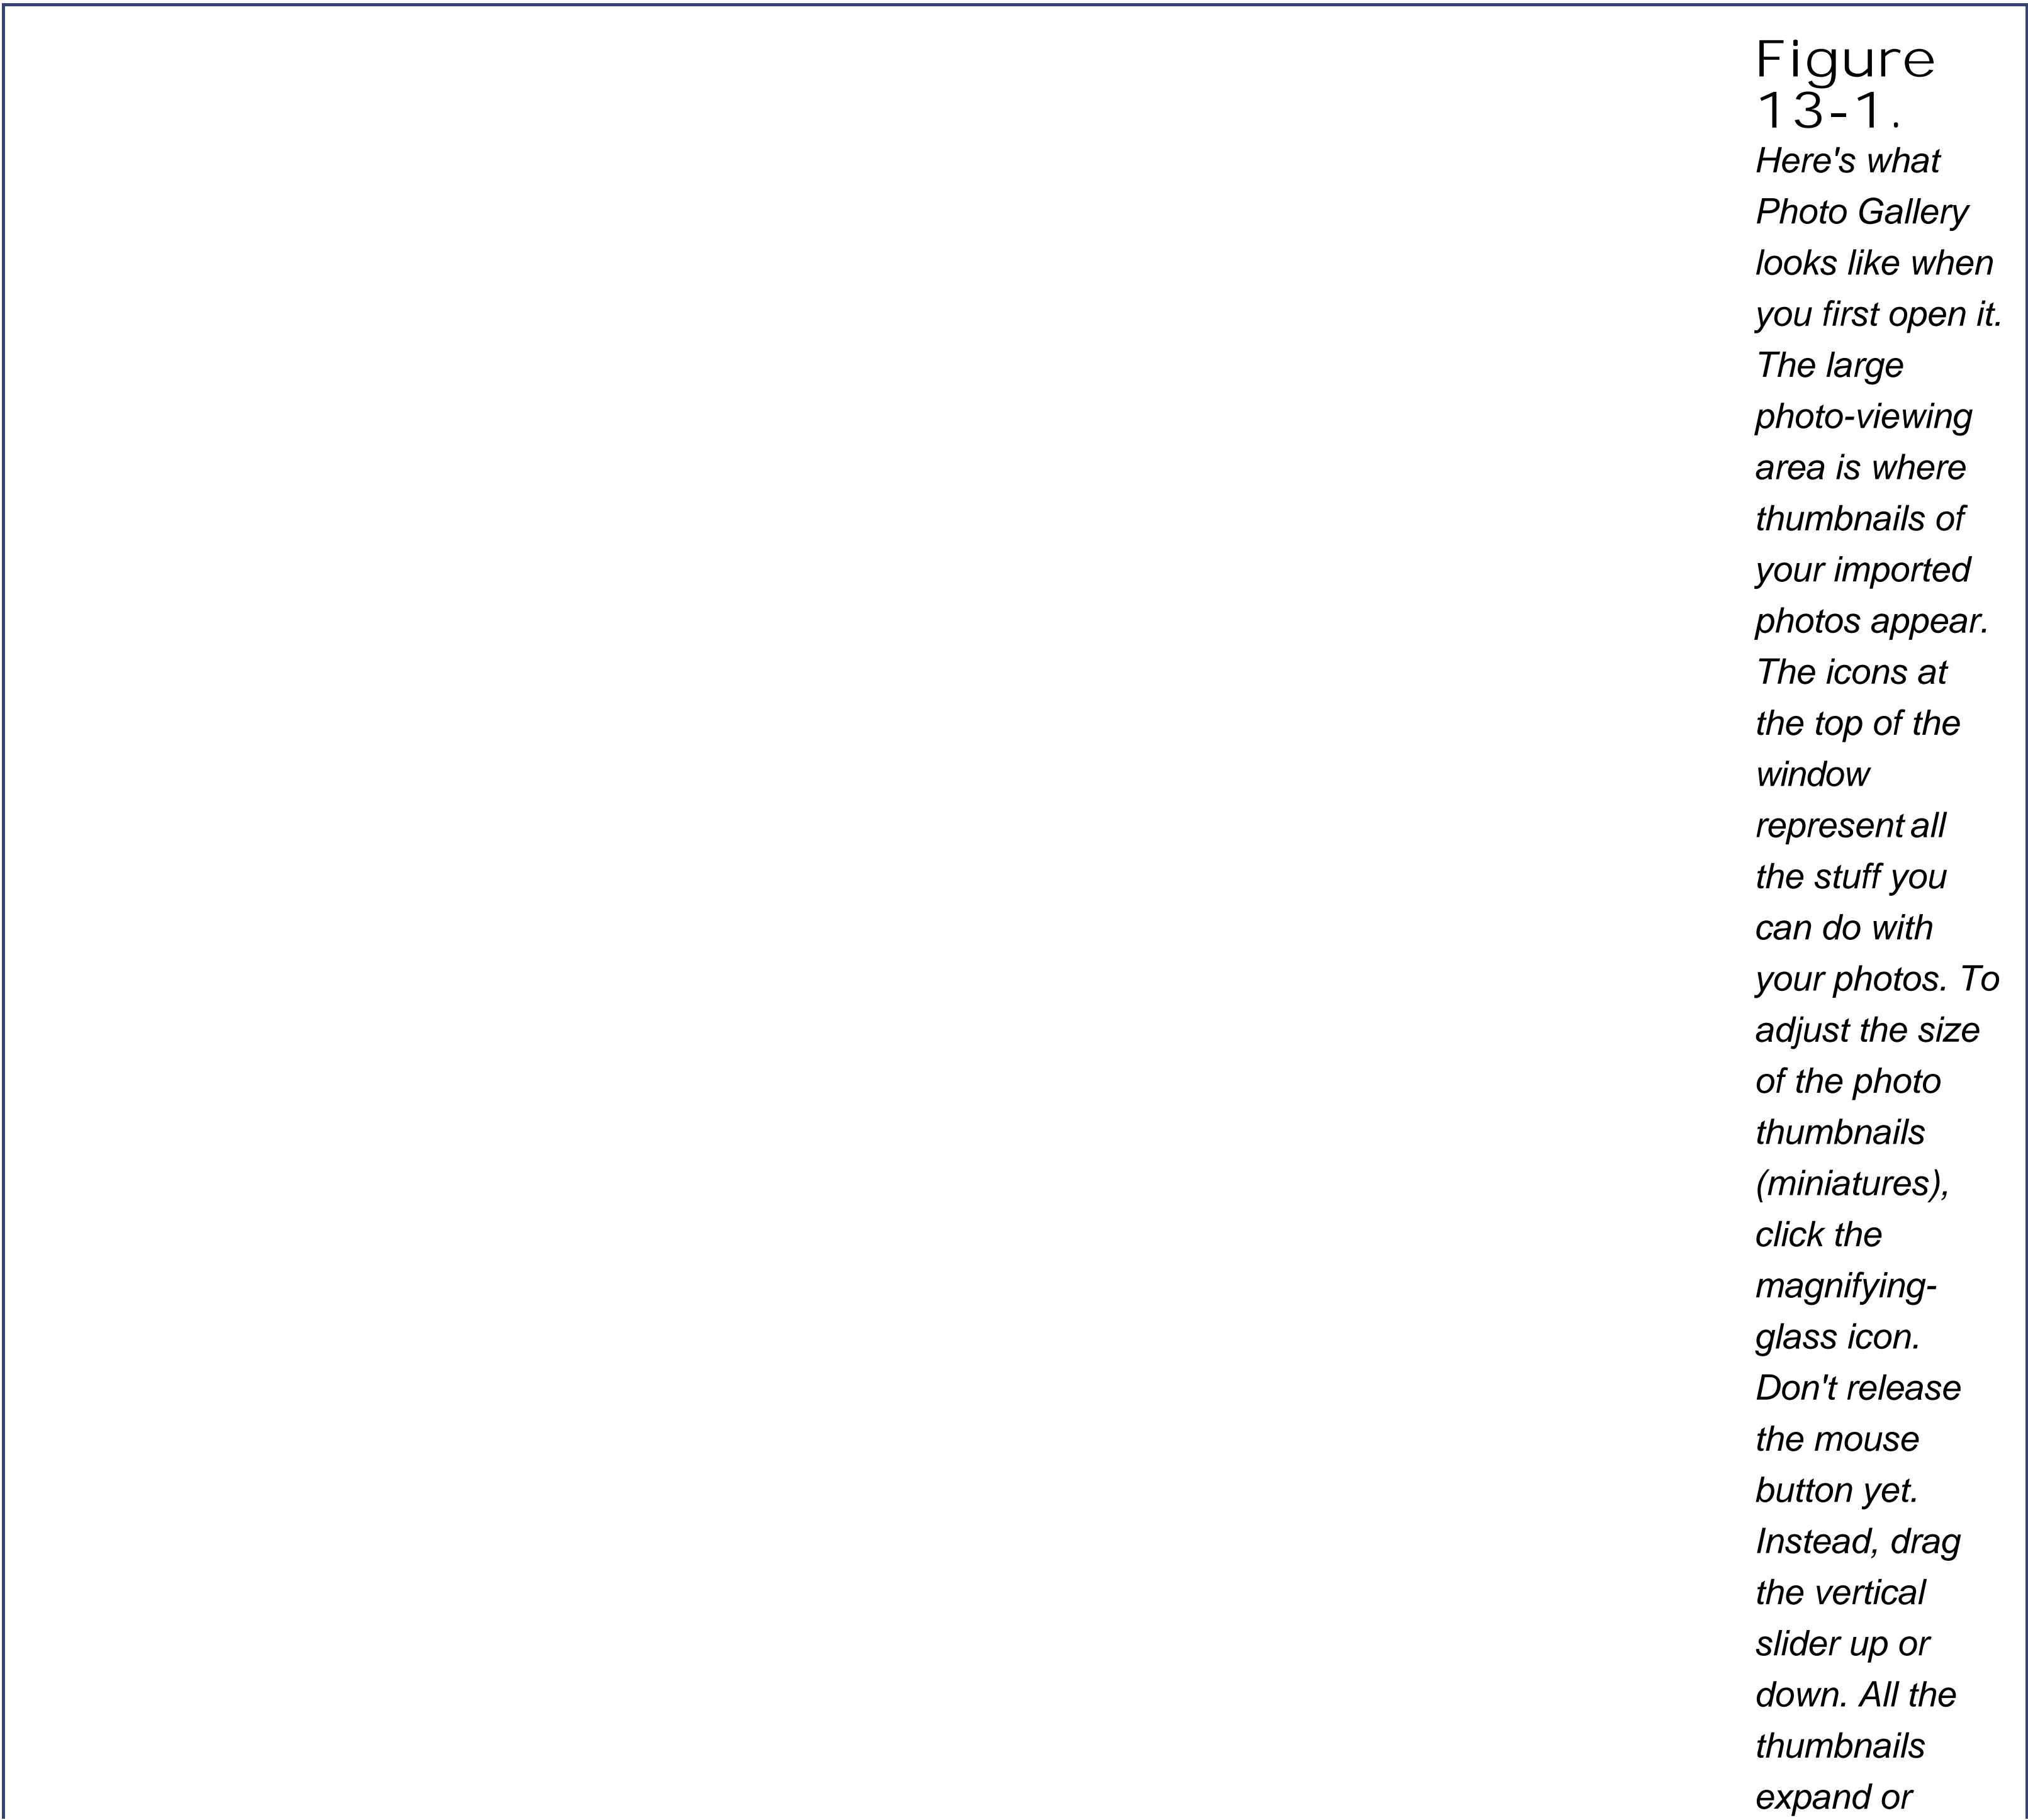 Figure
13-1.
Here's what
Photo Gallery
looks like when
you first open it.
The large
photo-viewing
area is where
thumbnails of
your imported
photos appear.
The icons at
the top of the
window
represent all
the stuff you
can do with
your photos. To
adjust the size
of the photo
thumbnails
(miniatures),
click the
magnifying-
glass icon.
Don't release
the mouse
button yet.
Instead, drag
the vertical
slider up or
down. All the
thumbnails
expand or